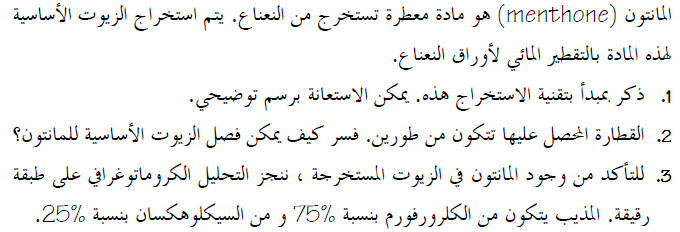 المانتون (menthone) هو مادة معطرة تستخرج من النعناع. يتم استخراج الزيوت الأساسية
لهذه المادة بالتقطير المائي لأوراق النعناع.
1. ذكر بمبدأ بتقنية الاستخراج هذه. يمكن الاستعانة برسم توضيحي.
2. القطارة المحصل عليها تتكون من طورين. فسر كيف يمكن فصل الزيوت الأساسية للمانتون؟
3. للتأكد من وجود المانتون في الزيوت المستخرجة ، ننجز التحليل الكروماتوغرافي على طبقة
رقيقة. المذيب يتكون من الكلرورفورم بنسبة 75% و من السيكلوهكسان بنسبة 25%.